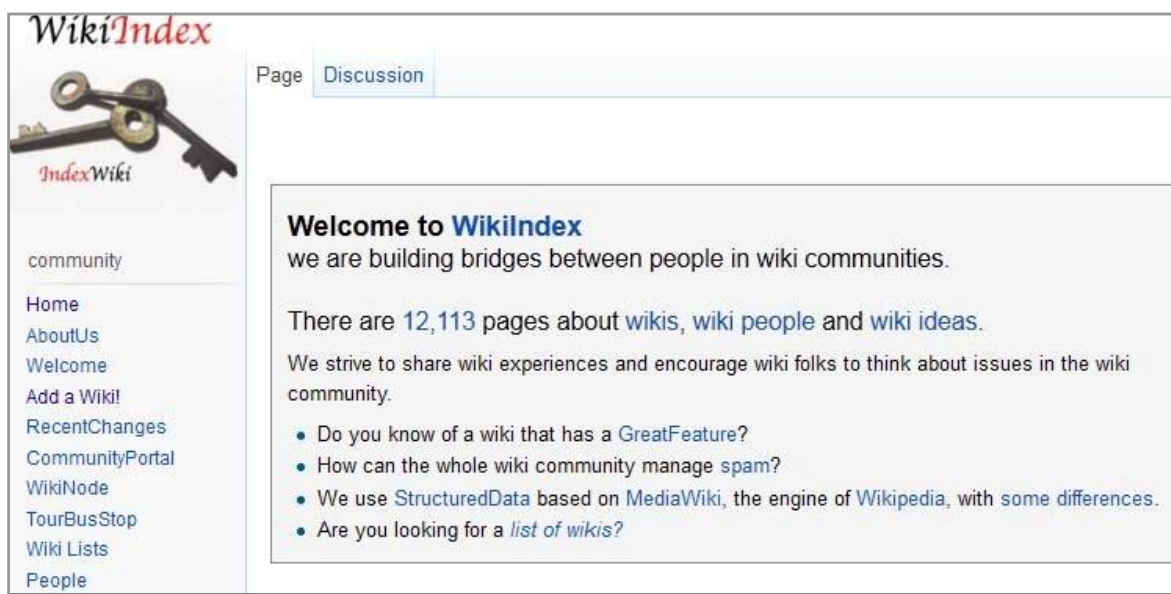 WikiIndex
IndexWiki
community
Home
AboutUs
Welcome
Add a Wiki!
RecentChanges
CommunityPortal
WikiNode
TourBusStop
Wiki Lists
People
Page Discussion
Welcome to WikiIndex
we are building bridges between people in wiki communities.
There are 12,113 pages about wikis, wiki people and wiki ideas.
We strive to share wiki experiences and encourage wiki folks to think about issues in the wiki
community.
• Do you know of a wiki that has a GreatFeature?
• How can the whole wiki community manage spam?
• We use StructuredData based on MediaWiki, the engine of Wikipedia, with some differences.
• Are you looking for a list of wikis?